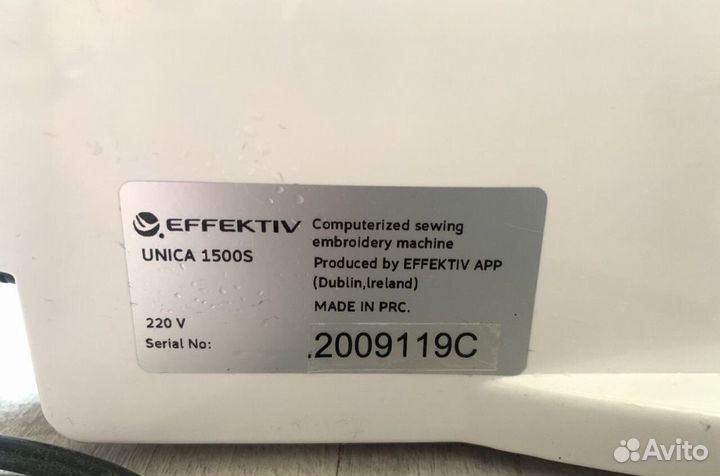 EFFEKTIV
UNICA 1500S
Computerized sewing
embroidery machine
Produced by EFFEKTIV APP
(Dublin,Ireland)
MADE IN PRC.
220 V
Serial No:
.2009119C
Avito